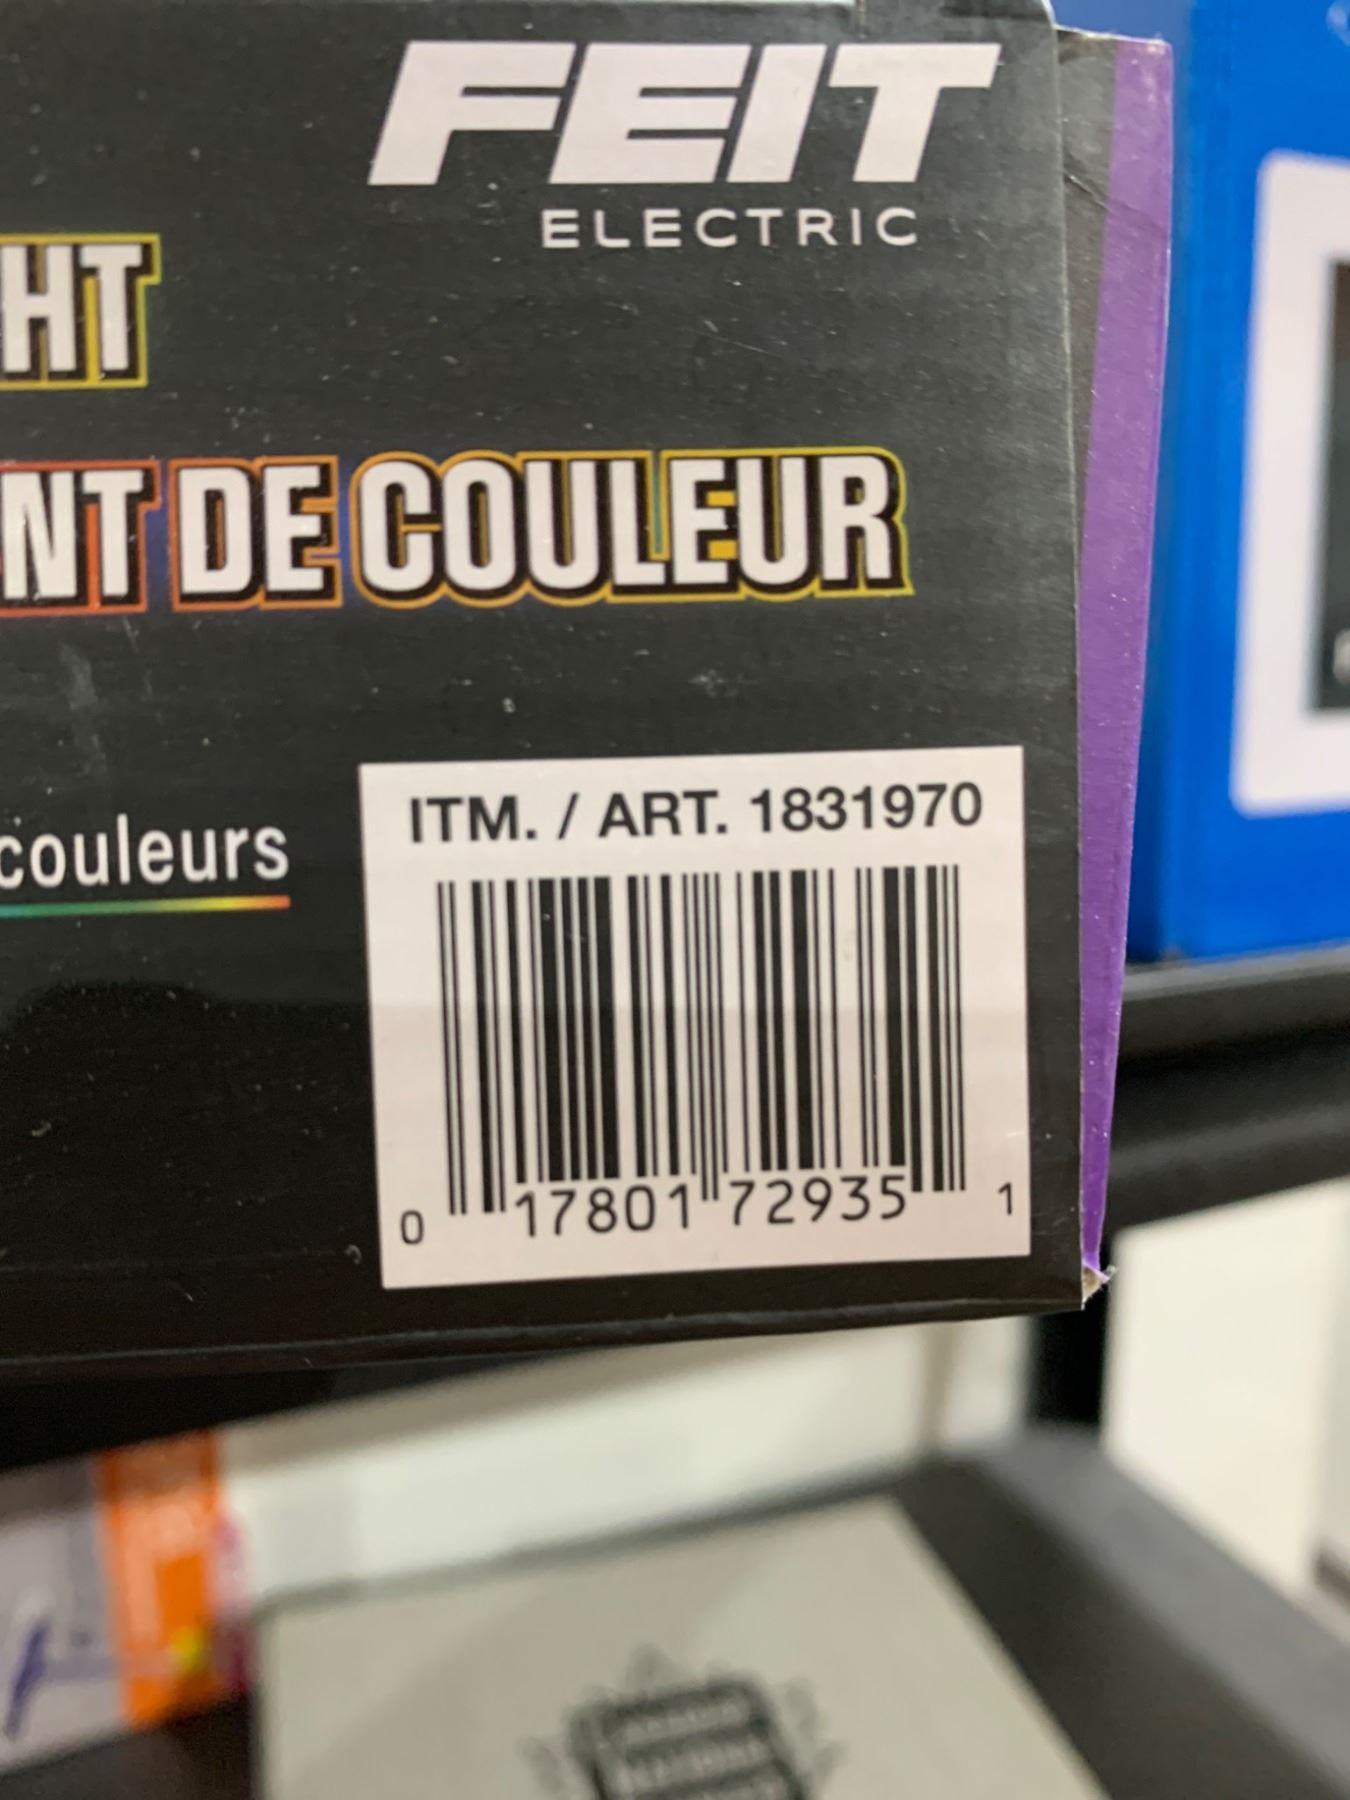 FEIT
ELECTRIC
HT
NT DE COULEUR
couleurs
ITM. / ART. 1831970
0 17801 72935 1